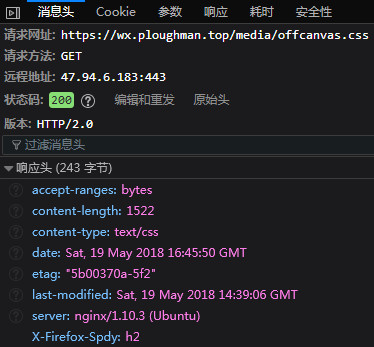 消息头 Cookie 参数 响应 耗时 安全性
请求网址: https://wx.ploughman.top/media/offcanvas.css
请求方法: GET
远程地址: 47.94.6.183:443
状态码: 200 ? 编辑和重发 原始头
版本: HTTP/2.0
过滤消息头
响应头 (243 字节)
? accept-ranges: bytes
? content-length: 1522
? content-type: text/css
? date: Sat, 19 May 2018 16:45:50 GMT
? etag: "5b00370a-5f2"
? last-modified: Sat, 19 May 2018 14:39:06 GMT
? server: nginx/1.10.3 (Ubuntu)
X-Firefox-Spdy: h2